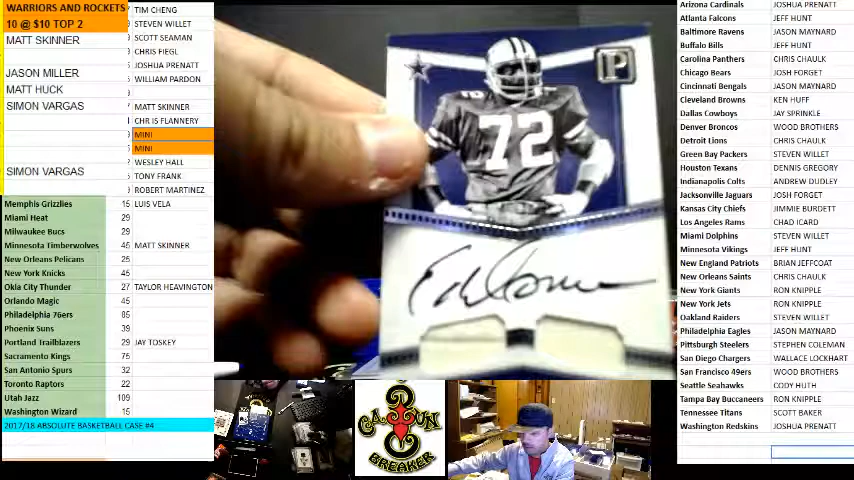 WARRIORS AND ROCKETS
10 @ $10 TOP 2
MATT SKINNER
JASON MILLER
MATT HUCK
SIMON VARGAS
SIMON VARGAS
TIM CHENG
STEVEN WILLET
SCOTT SEAMAN
CHRIS FIEGL
JOSHUA PRENATT
WILLIAM PARDON
MATT SKINNER
CHR IS FLANNERY
MINI
MINI
WESLEY HALL
TONY FRANK
ROBERT MARTINEZ
Memphis Grizzlies 15 LUIS VELA
Miami Heat 29
Milwaukee Bucs 29
Minnesota Timberwolves 45 MATT SKINNER
New Orleans Pelicans 25
New York Knicks 45
Okla City Thunder 27 TAYLOR HEAVINGTON
Orlando Magic 45
Philadelphia 76ers 81
Phoenix Suns 39
Portland Trailblazers 29 JAY TOSKEY
Sacramento Kings 75
San Antonio Spurs 32
Toronto Raptors 22
Utah Jazz 109
Washington Wizard 15
2017/18 ABSOLUTE BASKETBALL CASE #4
72
P
CAJUN
BREAKER
Arizona Cardinals JOSHUA PRENATT
Atlanta Falcons JEFF HUNT
Baltimore Ravens JASON MAYNARD
Buffalo Bills JEFF HUNT
Carolina Panthers CHRIS CHAULK
Chicago Bears JOSH FORGET
Cincinnati Bengals JASON MAYNARD
Cleveland Browns KEN HUFF
Dallas Cowboys JAY SPRINKLE
Denver Broncos WOOD BROTHERS
Detroit Lions CHRIS CHAULK
Green Bay Packers STEVEN WILLET
Houston Texans DENNIS GREGORY
Indianapolis Colts ANDREW DUDLEY
Jacksonville Jaguars JOSH FORGET
Kansas City Chiefs JIMMIE BURDETT
Los Angeles Rams CHAD ICARD
Miami Dolphins STEVEN WILLET
Minnesota Vikings JEFF HUNT
New England Patriots BRIAN JEFFCOAT
New Orleans Saints CHRIS CHAULK
New York Giants RON KNIPPLE
New York Jets RON KNIPPLE
Oakland Raiders STEVEN WILLET
Philadelphia Eagles JASON MAYNARD
Pittsburgh Steelers STEPHEN COLEMAN
San Diego Chargers WALLACE LOCKHART
San Francisco 49ers WOOD BROTHERS
Seattle Seahawks CODY HUTH
Tampa Bay Buccaneers RON KNIPPLE
Tennessee Titans SCOTT BAKER
Washington Redskins JOSHUA PRENATT